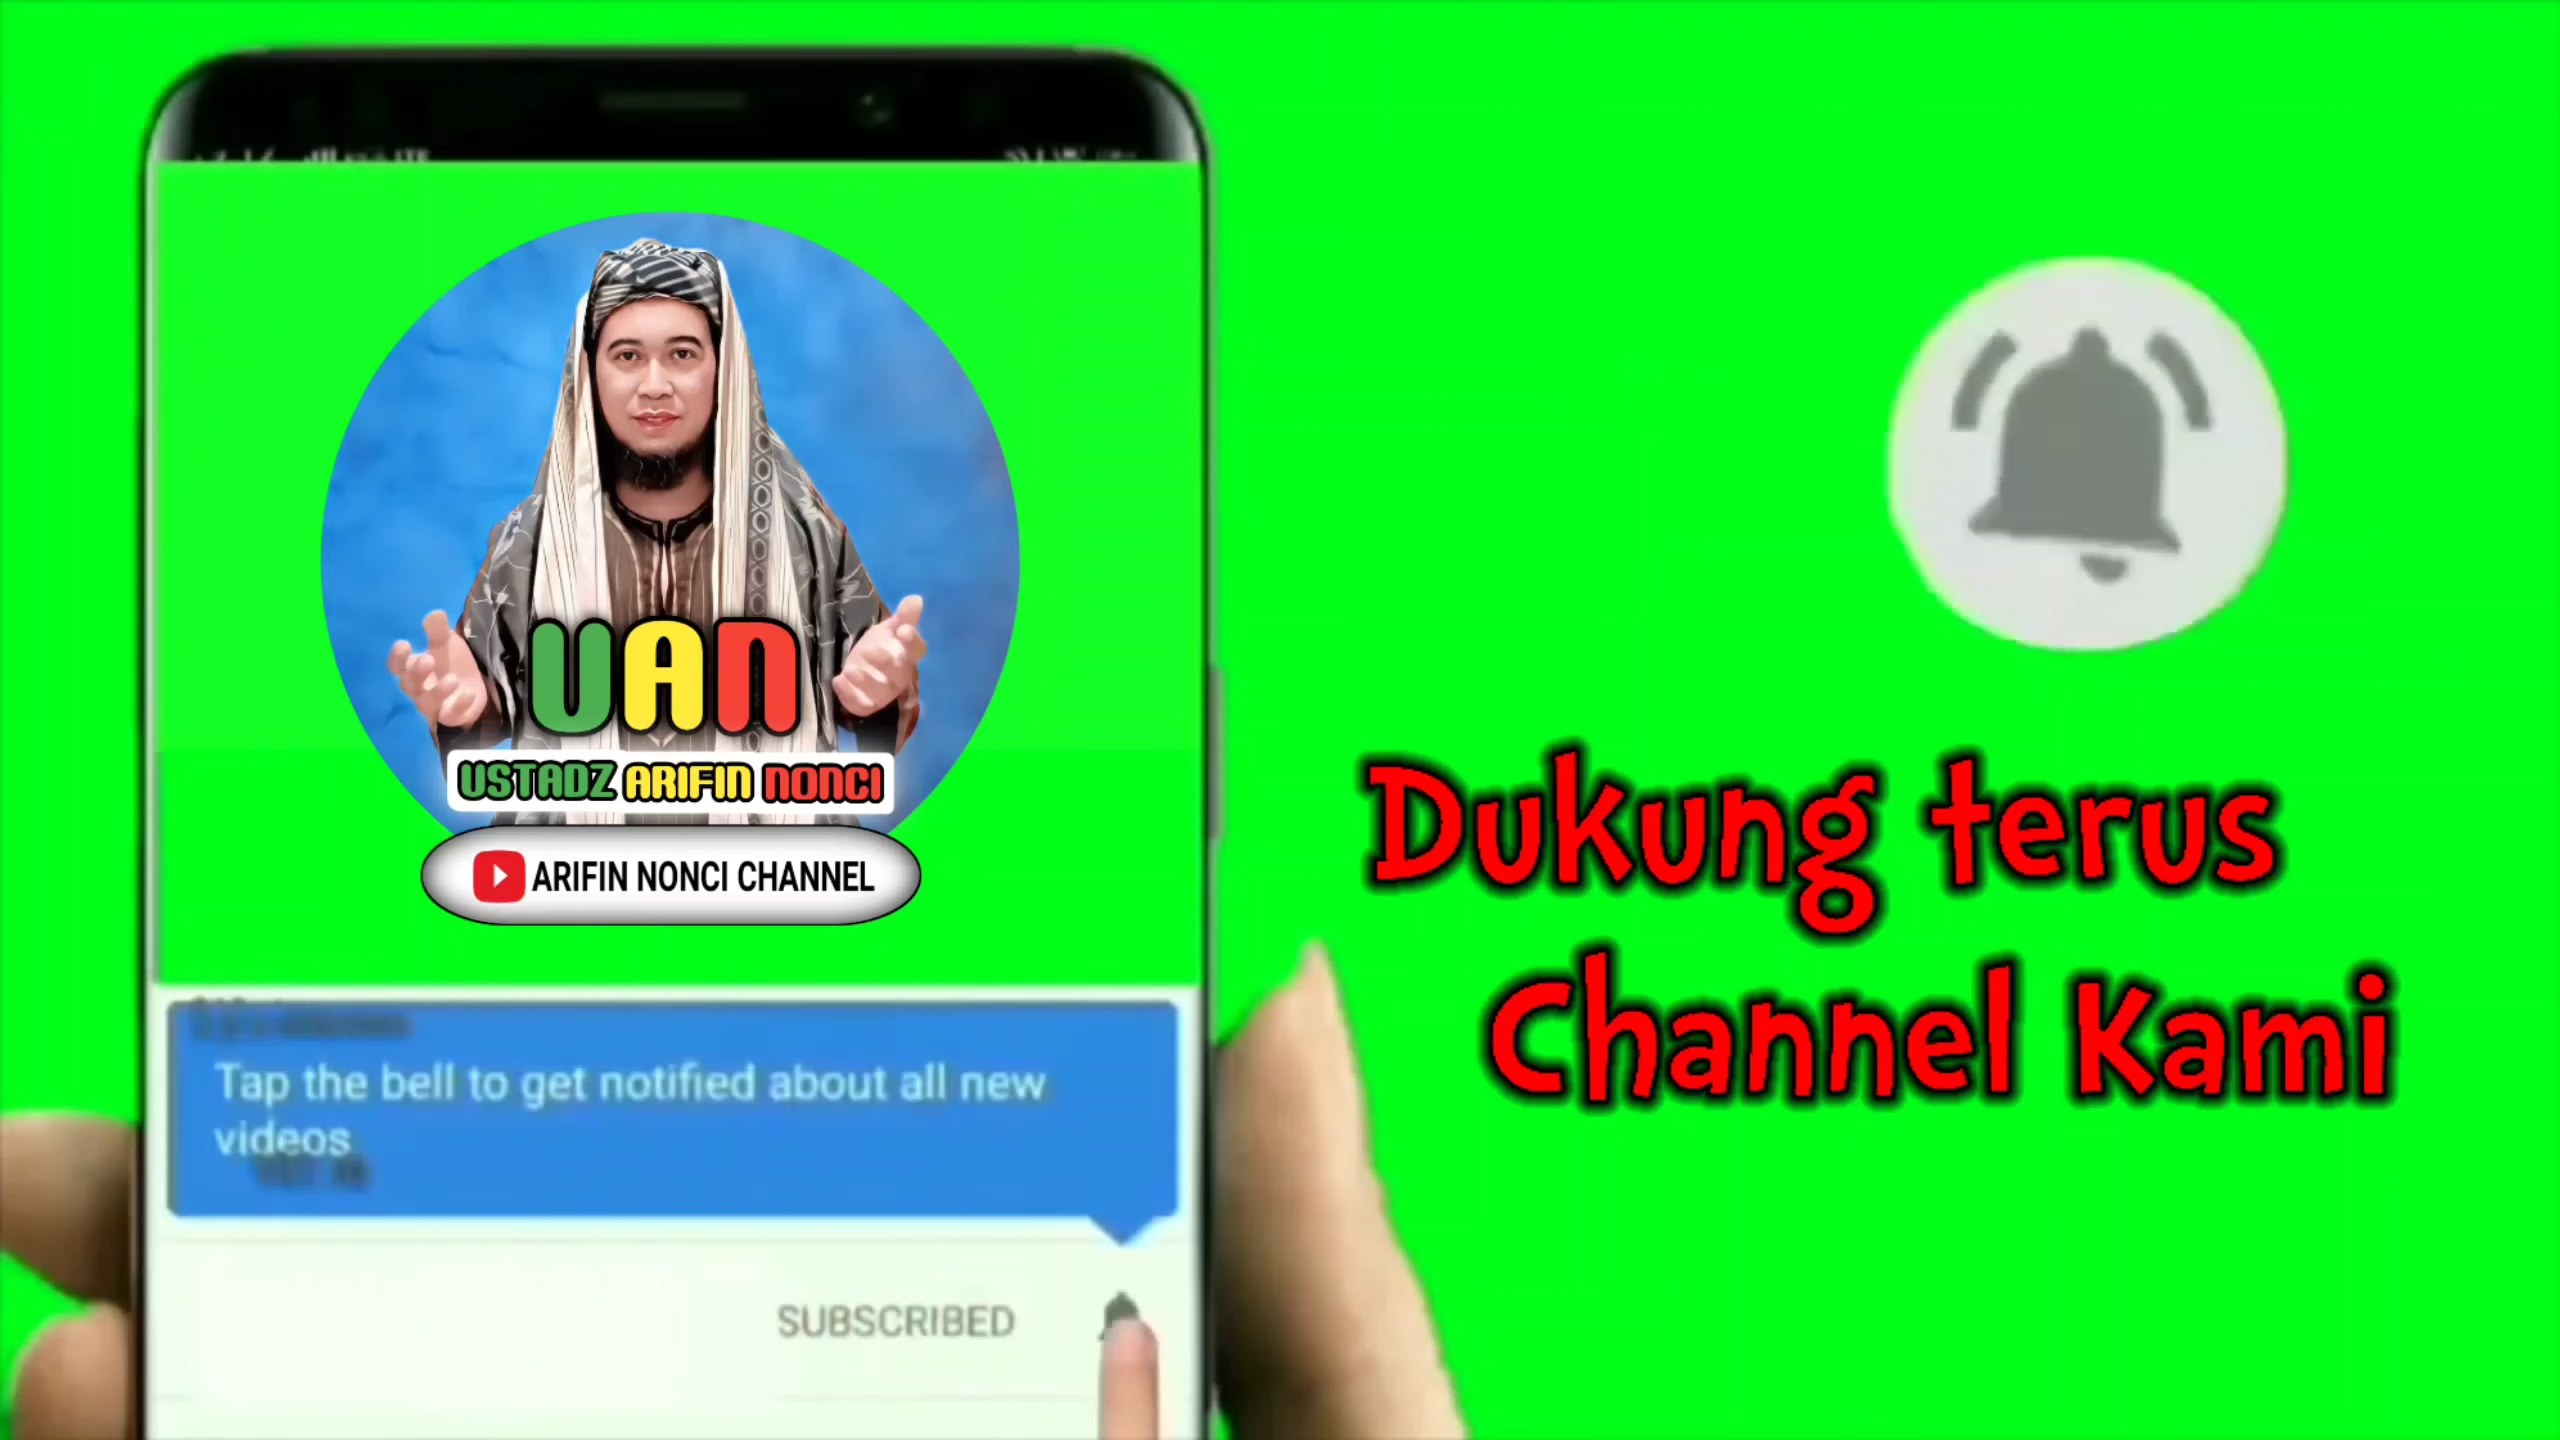 UAN
USTADZ ARIFIN NONCI
ARIFIN NONCI CHANNEL
Tap the bell to get notified about all new
videos
SUBSCRIBED
Dukung terus
Channel Kami